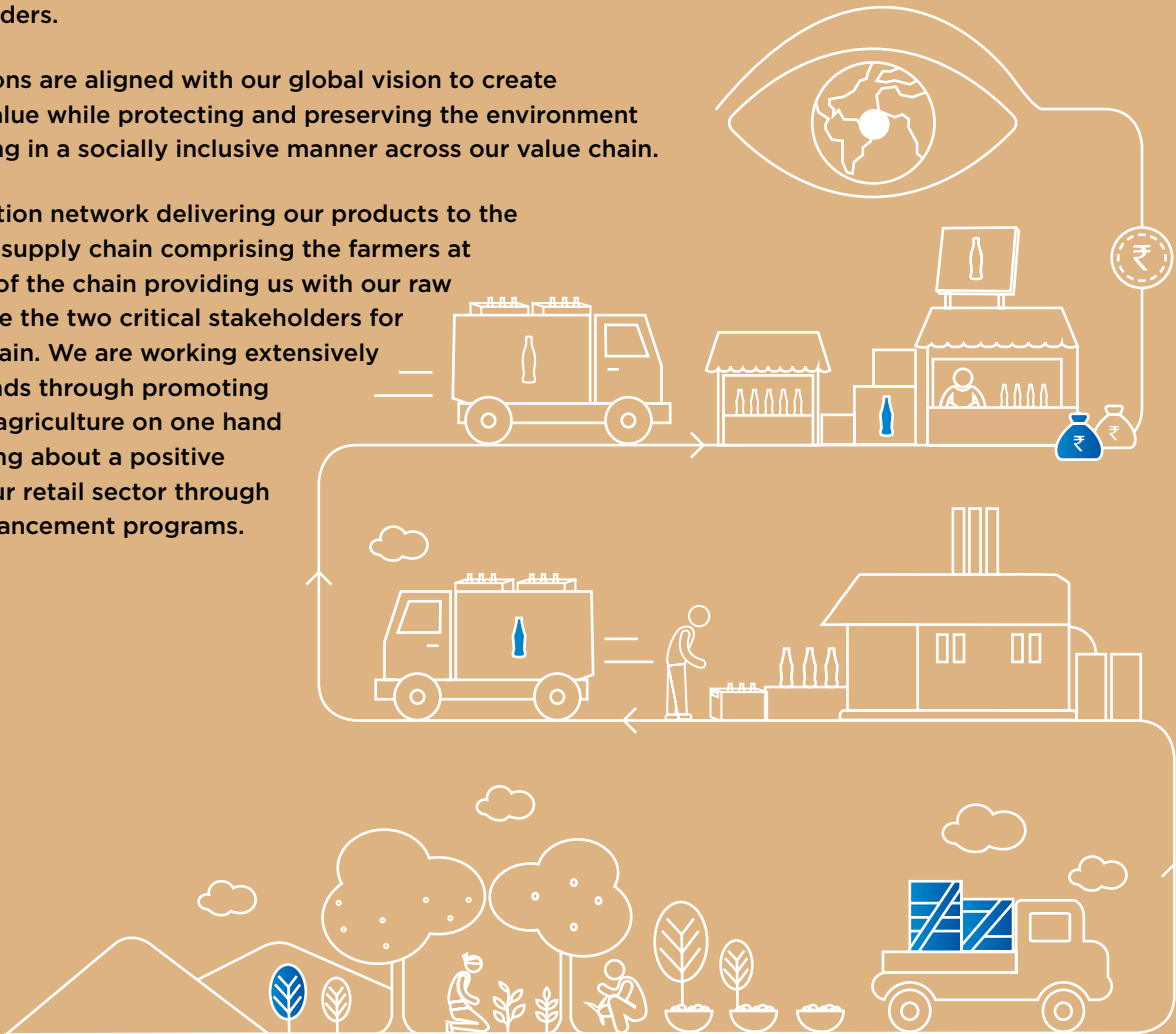 ders.
ons are aligned with our global vision to create
alue while protecting and preserving the environment
ng in a socially inclusive manner across our value chain.
tion network delivering our products to the
supply chain comprising the farmers at
of the chain providing us with our raw
e the two critical stakeholders for
ain. We are working extensively
nds through promoting
agriculture on one hand
ng about a positive
ur retail sector through
ancement programs.
₹
₹ ₹